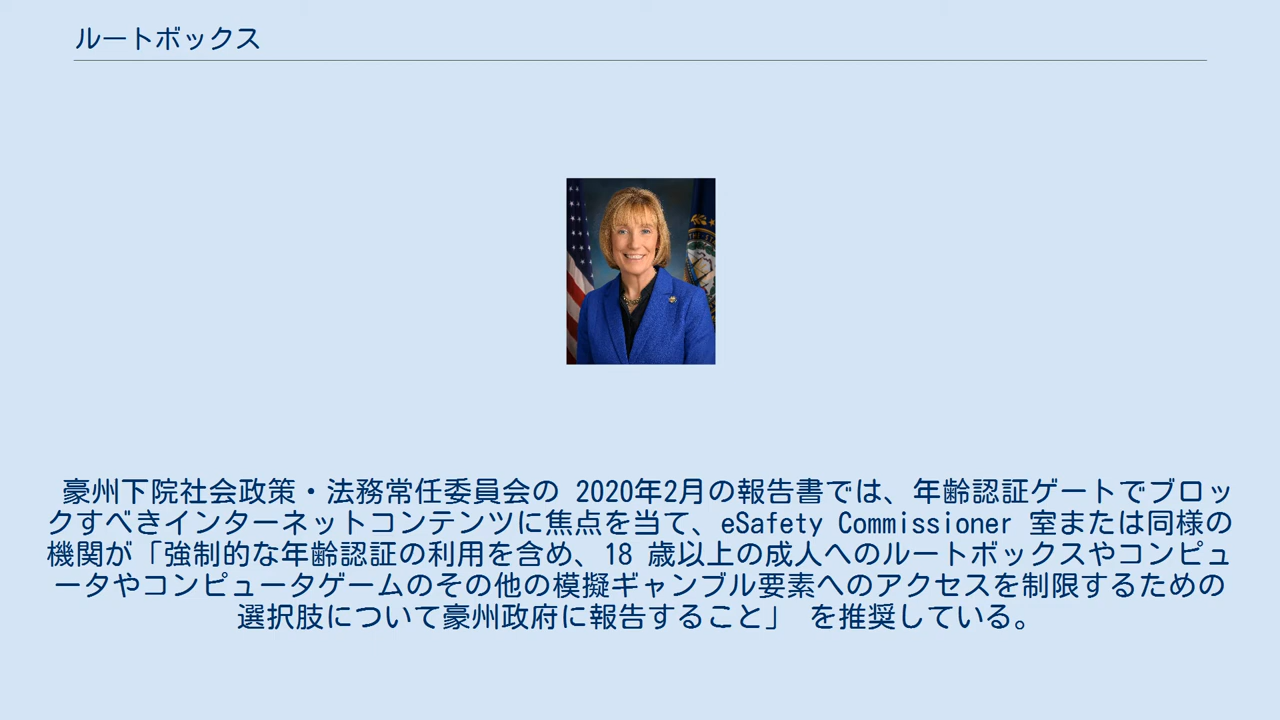 ルートボックス
豪州下院社会政策・法務常任委員会の 2020年2月の報告書では、年齢認証ゲートでブロッ
クすべきインターネットコンテンツに焦点を当て、eSafety Commissioner 室または同様の
機関が「強制的な年齢認証の利用を含め、18 歳以上の成人へのルートボックスやコンピュ
ータやコンピュータゲームのその他の模擬ギャンブル要素へのアクセスを制限するための
選択肢について豪州政府に報告すること」 を推奨している。